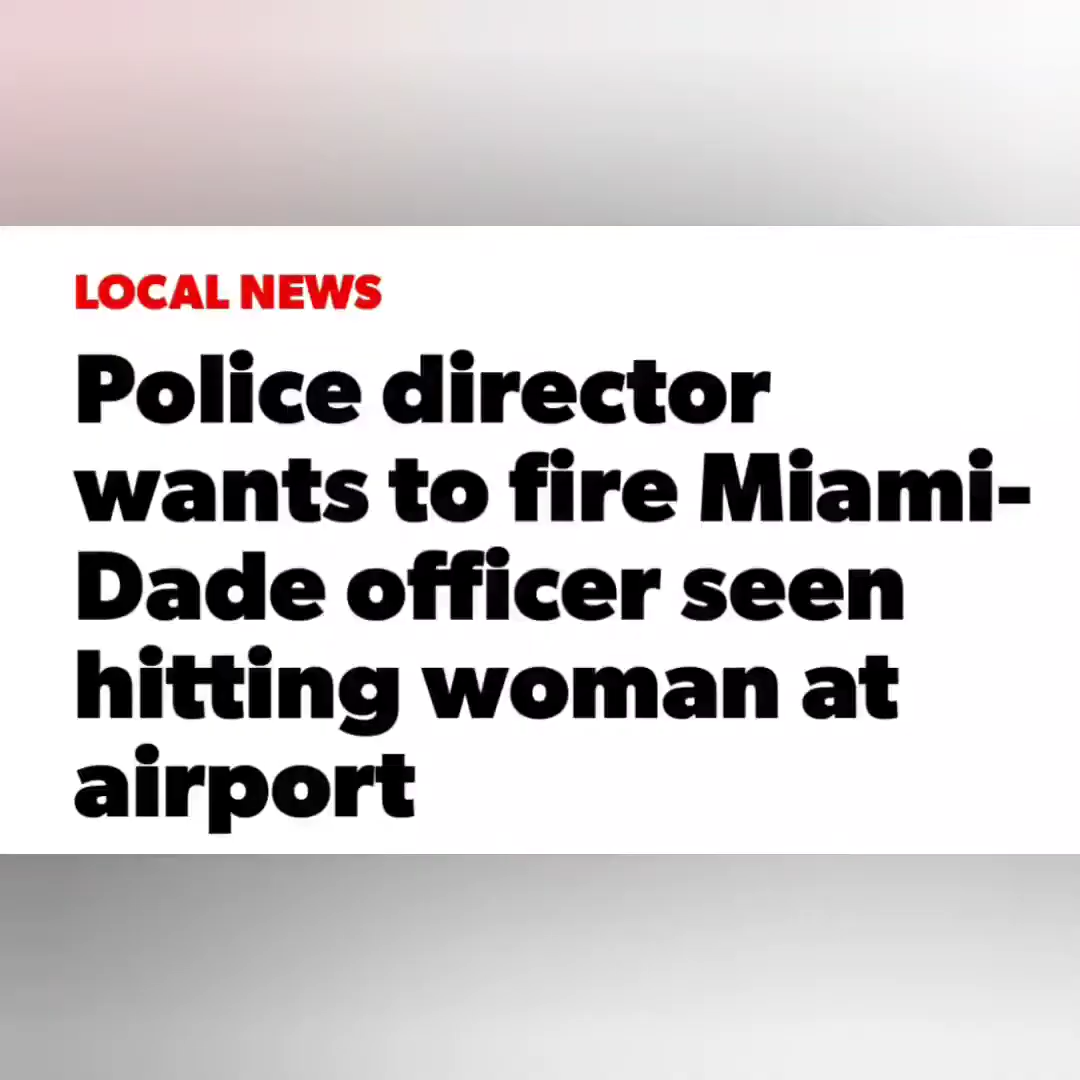 LOCAL NEWS
Police director
wants to fire Miami-
Dade officer seen
hitting woman at
airport